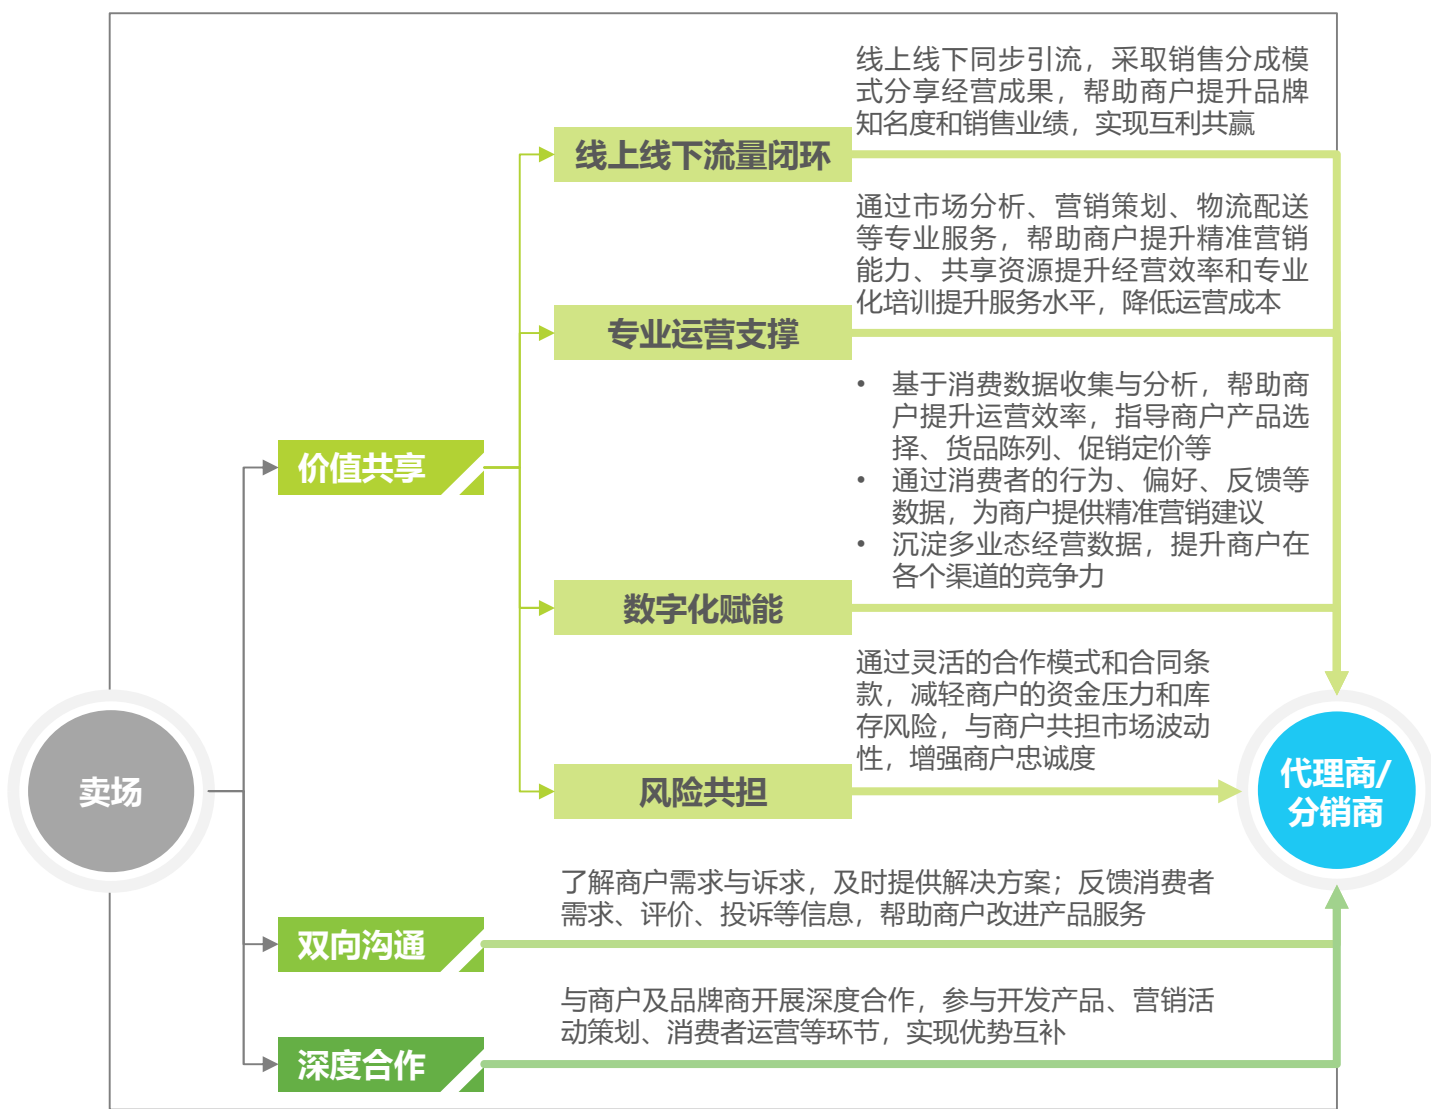 线上线下同步引流，采取销售分成模
式分享经营成果，帮助商户提升品牌
知名度和销售业绩，实现互利共赢
线上线下流量闭环
通过市场分析、营销策划、物流配送
等专业服务，帮助商户提升精准营销
能力、共享资源提升经营效率和专业
化培训提升服务水平，降低运营成本
专业运营支撑
• 基于消费数据收集与分析，帮助商
户提升运营效率，指导商户产品选
择、货品陈列、促销定价等
• 通过消费者的行为、偏好、反馈等
数据，为商户提供精准营销建议
• 沉淀多业态经营数据，提升商户在
各个渠道的竞争力
价值共享
数字化赋能
通过灵活的合作模式和合同条
款，减轻商户的资金压力和库
存风险，与商户共担市场波动
性，增强商户忠诚度
风险共担
卖场
代理商/
分销商
了解商户需求与诉求，及时提供解决方案；反馈消费者
需求、评价、投诉等信息，帮助商户改进产品服务
双向沟通
与商户及品牌商开展深度合作，参与开发产品、营销活
动策划、消费者运营等环节，实现优势互补
深度合作